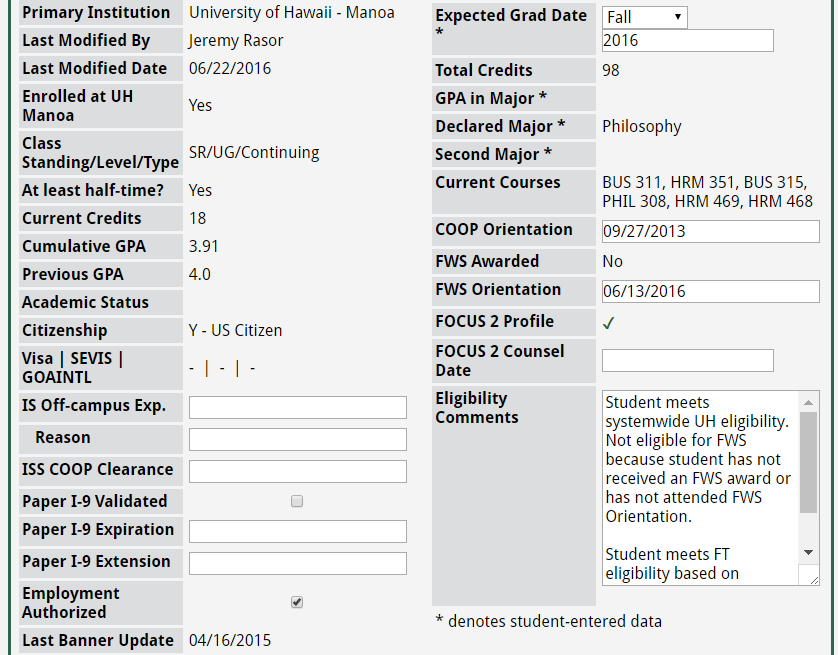 Primary Institution University of Hawaii - Manoa
Last Modified By Jeremy Rasor
Last Modified Date 06/22/2016
Enrolled at UH
Manoa Yes
Class
Standing/Level/Type SR/UG/Continuing
At least half-time? Yes
Current Credits 18
Cumulative GPA 3.91
Previous GPA 4.0
Academic Status
Citizenship Y - US Citizen
Visa | SEVIS |
GOAINTL - | - | -
IS Off-campus Exp.
Reason
ISS COOP Clearance
Paper I-9 Validated
Paper I-9 Expiration
Paper I-9 Extension
Employment
Authorized
Last Banner Update 04/16/2015
Expected Grad Date Fall
* 2016
Total Credits 98
GPA in Major *
Declared Major * Philosophy
Second Major *
Current Courses BUS 311, HRM 351, BUS 315,
PHIL 308, HRM 469, HRM 468
COOP Orientation 09/27/2013
FWS Awarded No
FWS Orientation 06/13/2016
FOCUS 2 Profile ✓
FOCUS 2 Counsel
Date
Eligibility
Comments
Student meets
systemwide UH eligibility.
Not eligible for FWS
because student has not
received an FWS award or
has not attended FWS
Orientation.
Student meets FT
eligibility based on
* denotes student-entered data